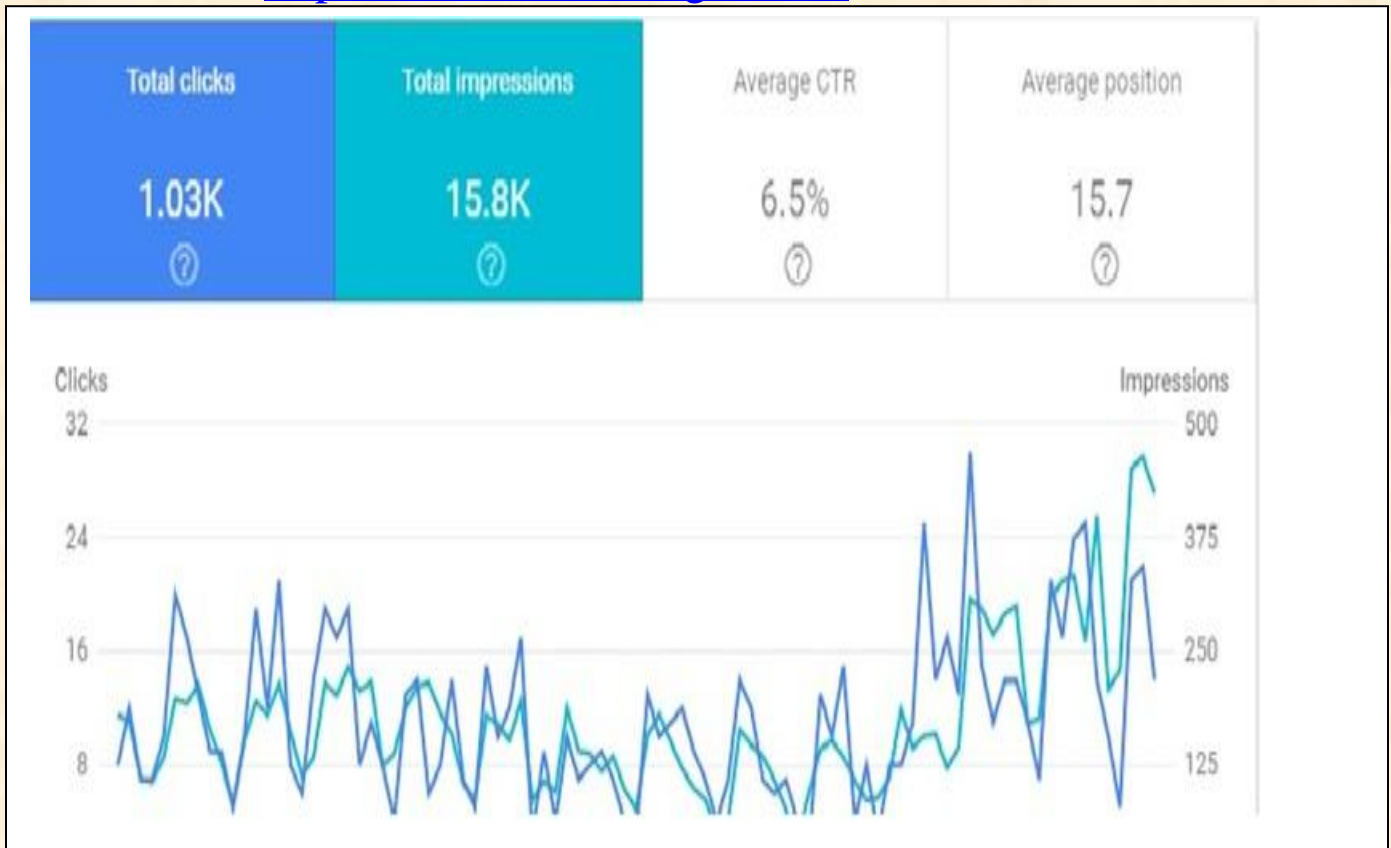 Total clicks Total impressions Average CTR Average position
1.03K 15.8K 6.5% 15.7
? ? ? ?
Clicks Impressions
32 500
24 375
16 250
8 125